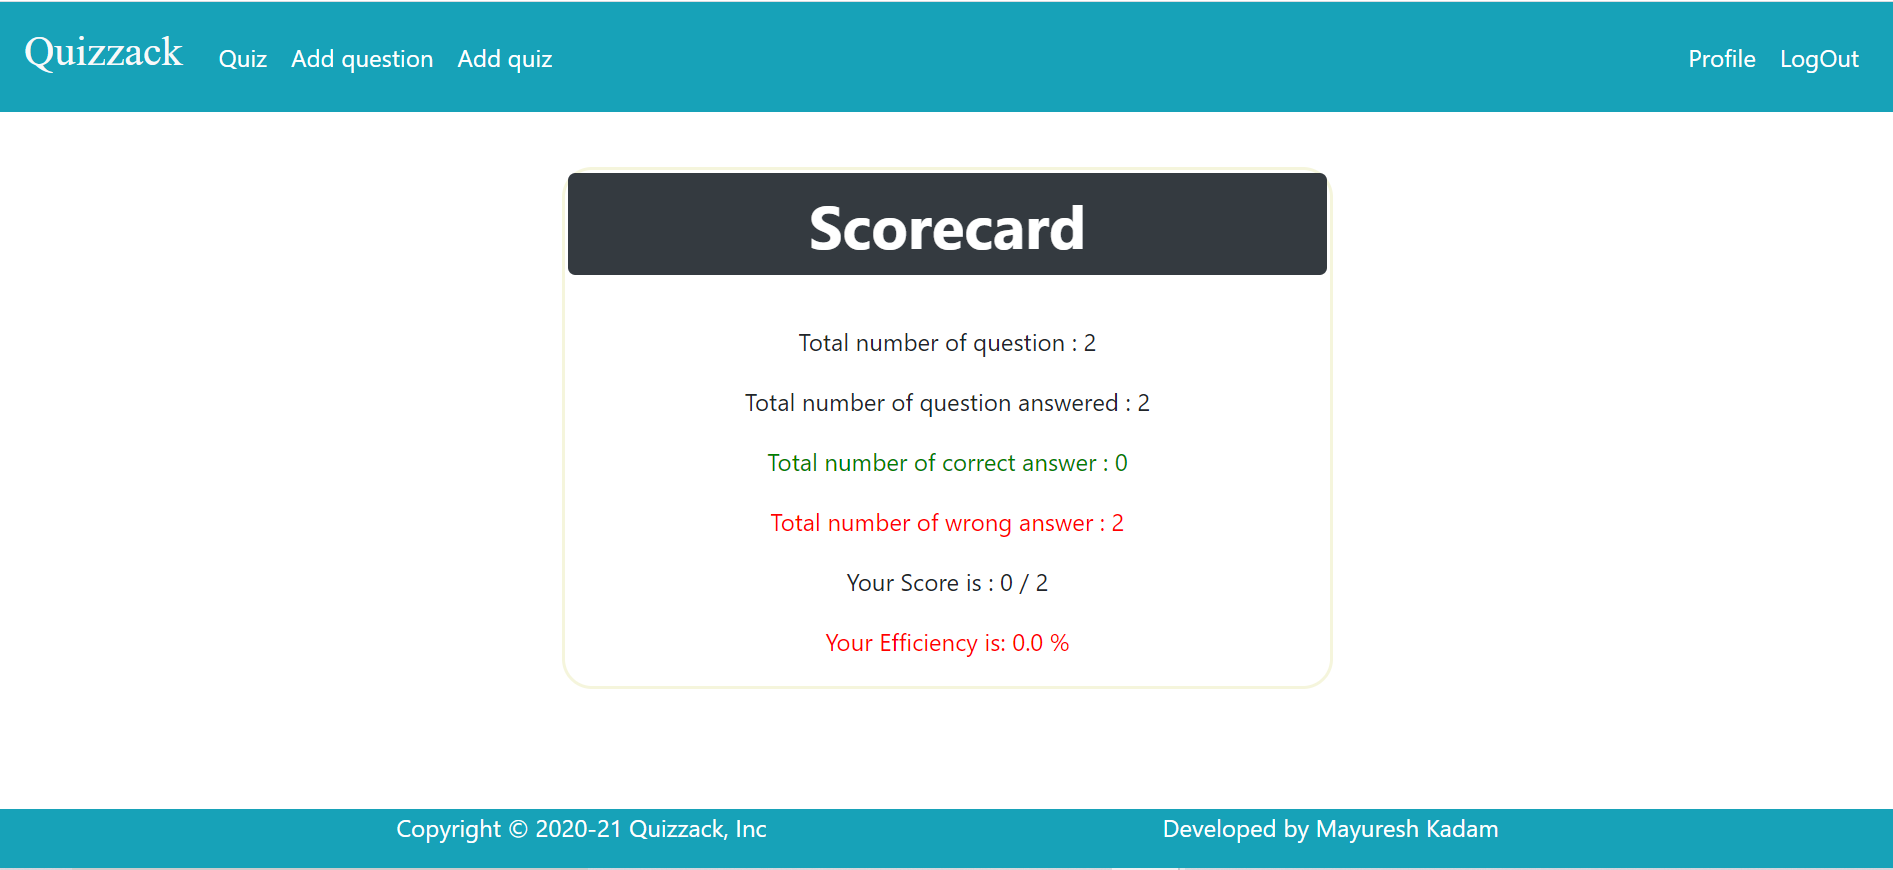 Quizzack Quiz Add question Add quiz Profile LogOut
Scorecard
Total number of question : 2
Total number of question answered : 2
Total number of correct answer : 0
Total number of wrong answer : 2
Your Score is : 0 / 2
Your Efficiency is: 0.0 %
Copyright © 2020-21 Quizzack, Inc Developed by Mayuresh Kadam